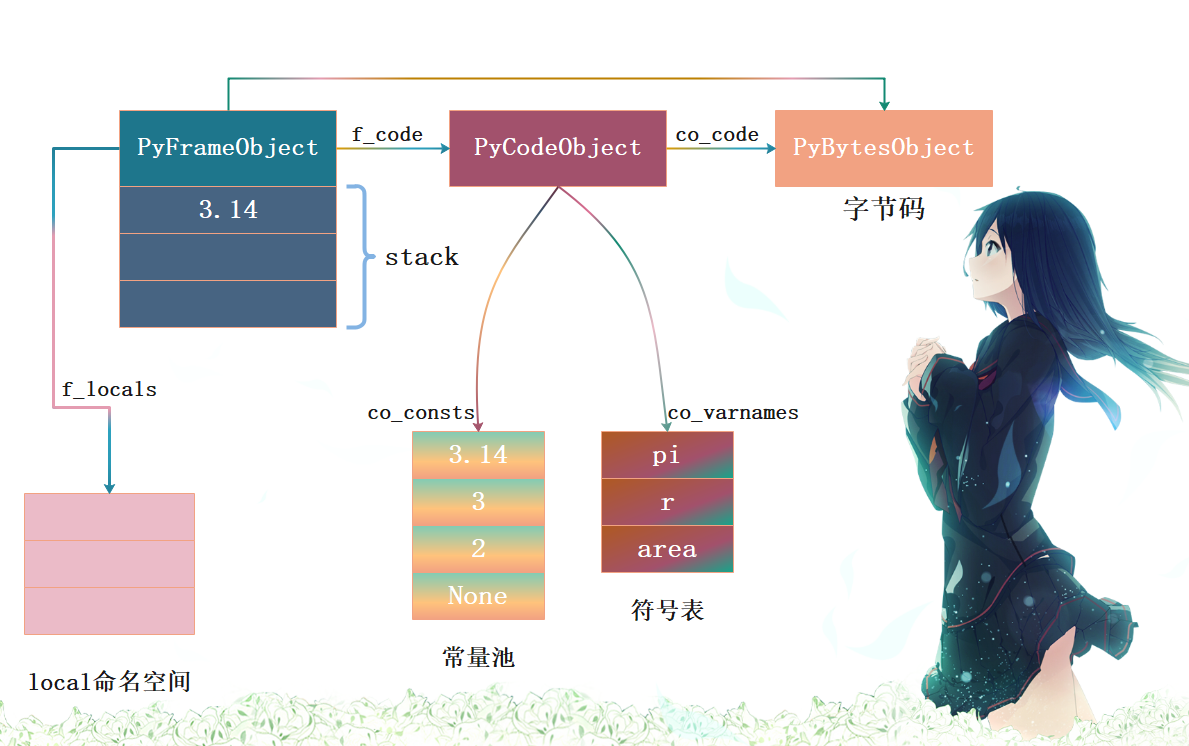 PyFrameObject
f_code
PyCodeObject
co_code
PyBytesObject
字节码
3.14
stack
f_locals
co_consts
co_varnames
3.14
3
2
None
pi
r
area
符号表
常量池
local命名空间